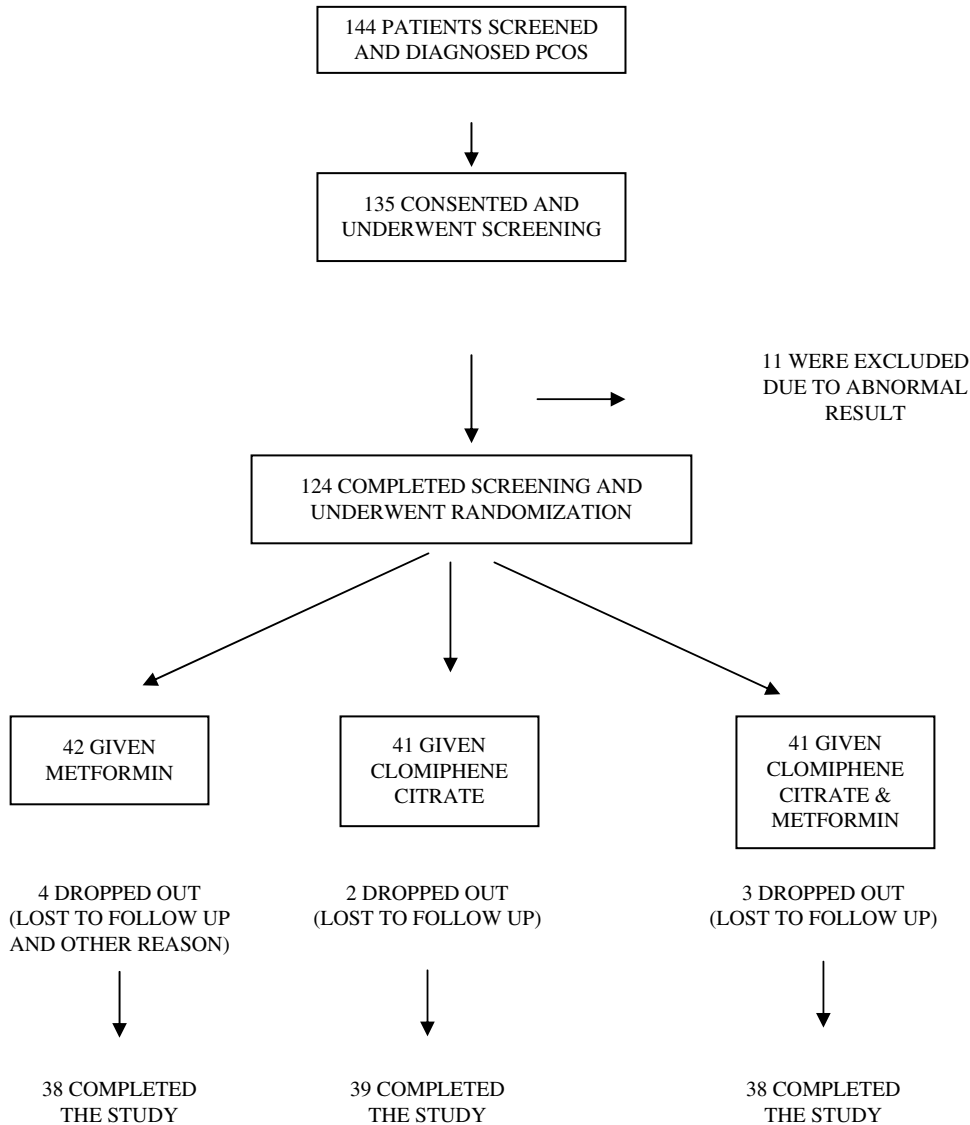 144 PATIENTS SCREENED
AND DIAGNOSED PCOS
135 CONSENTED AND
UNDERWENT SCREENING
11 WERE EXCLUDED
DUE TO ABNORMAL
RESULT
124 COMPLETED SCREENING AND
UNDERWENT RANDOMIZATION
42 GIVEN
METFORMIN
41 GIVEN
CLOMIPHENE
CITRATE
41 GIVEN
CLOMIPHENE
CITRATE &
METFORMIN
4 DROPPED OUT
(LOST TO FOLLOW UP
AND OTHER REASON)
2 DROPPED OUT
(LOST TO FOLLOW UP)
3 DROPPED OUT
(LOST TO FOLLOW UP)
38 COMPLETED
THE STUDY
39 COMPLETED
THE STUDY
38 COMPLETED
THE STUDY